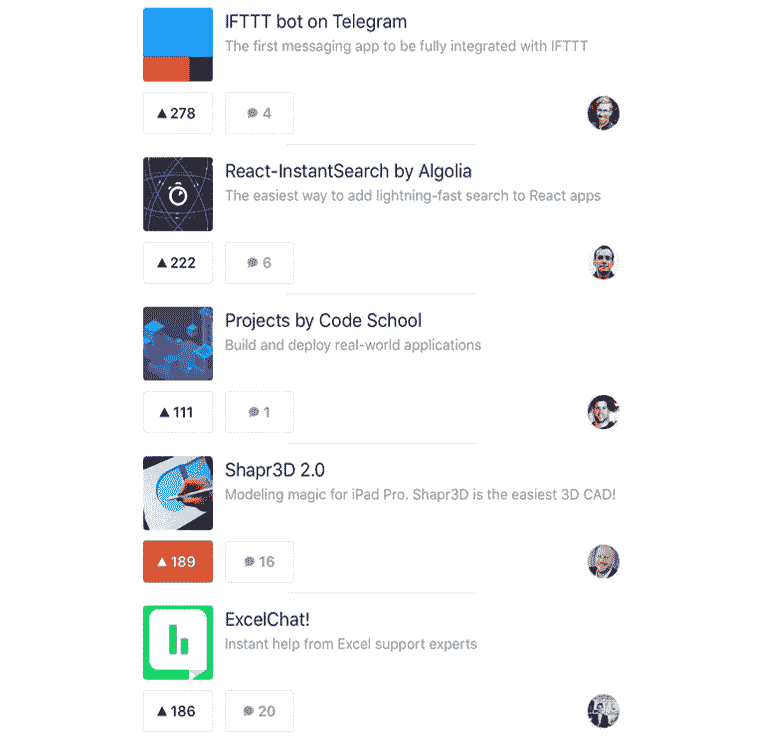 IFTTT bot on Telegram
The first messaging app to be fully integrated with IFTTT
▲ 278 4
React-InstantSearch by Algolia
The easiest way to add lightning-fast search to React apps
▲ 222 6
Projects by Code School
Build and deploy real-world applications
▲ 111 1
Shapr3D 2.0
Modeling magic for iPad Pro. Shapr3D is the easiest 3D CAD!
▲ 189 16
ExcelChat!
Instant help from Excel support experts
▲ 186 20